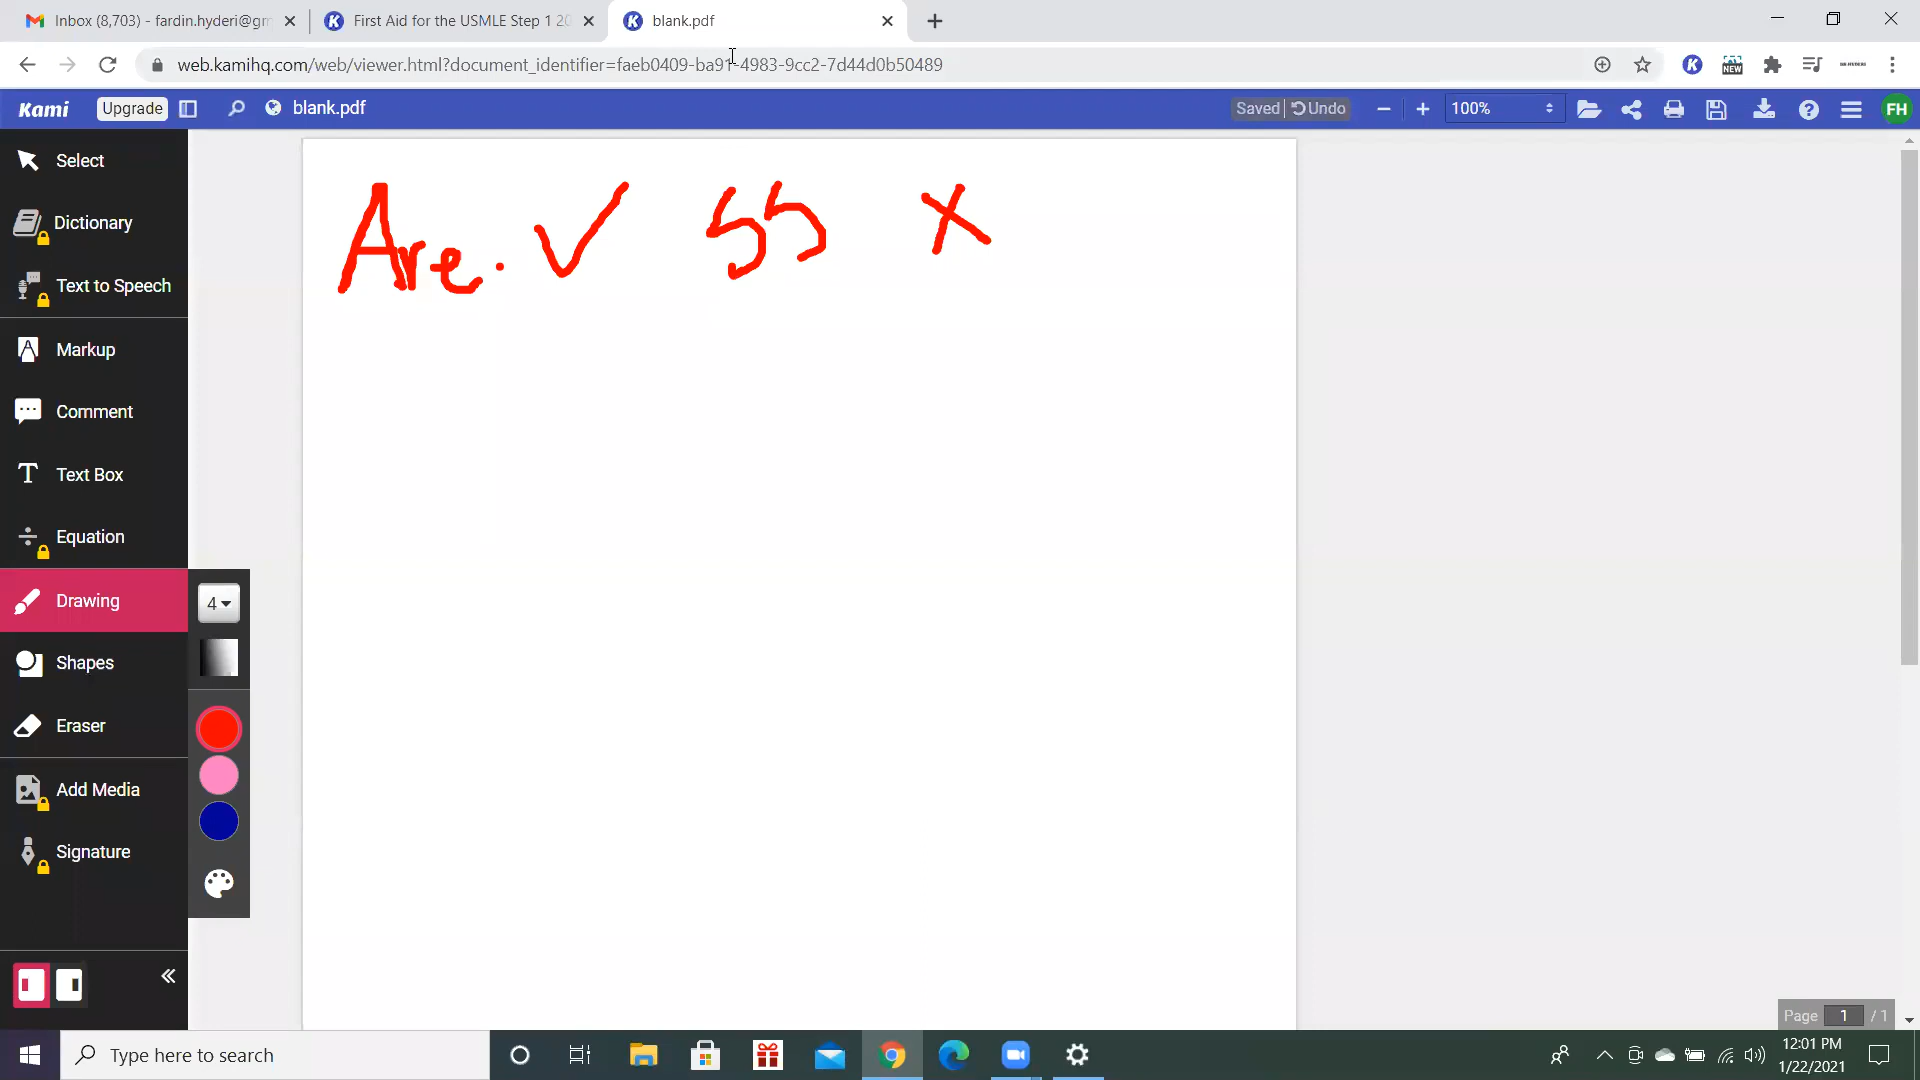 Inbox (8,703) - fardin.hyderi@gm
First Aid for the USMLE Step 1 20
blank.pdf
web.kamihq.com/web/viewer.html?document_identifier=faeb0409-ba91-4983-9cc2-7d44d0b50489
NEW
Kami Upgrade blank.pdf Saved Undo 100% FH
Select
Are. ✓ 55 X
Dictionary
Text to Speech
Markup
Comment
Text Box
Equation
Drawing
4
Shapes
Eraser
Add Media
Signature
Page 1 / 1
Type here to search
12:01 PM
1/22/2021